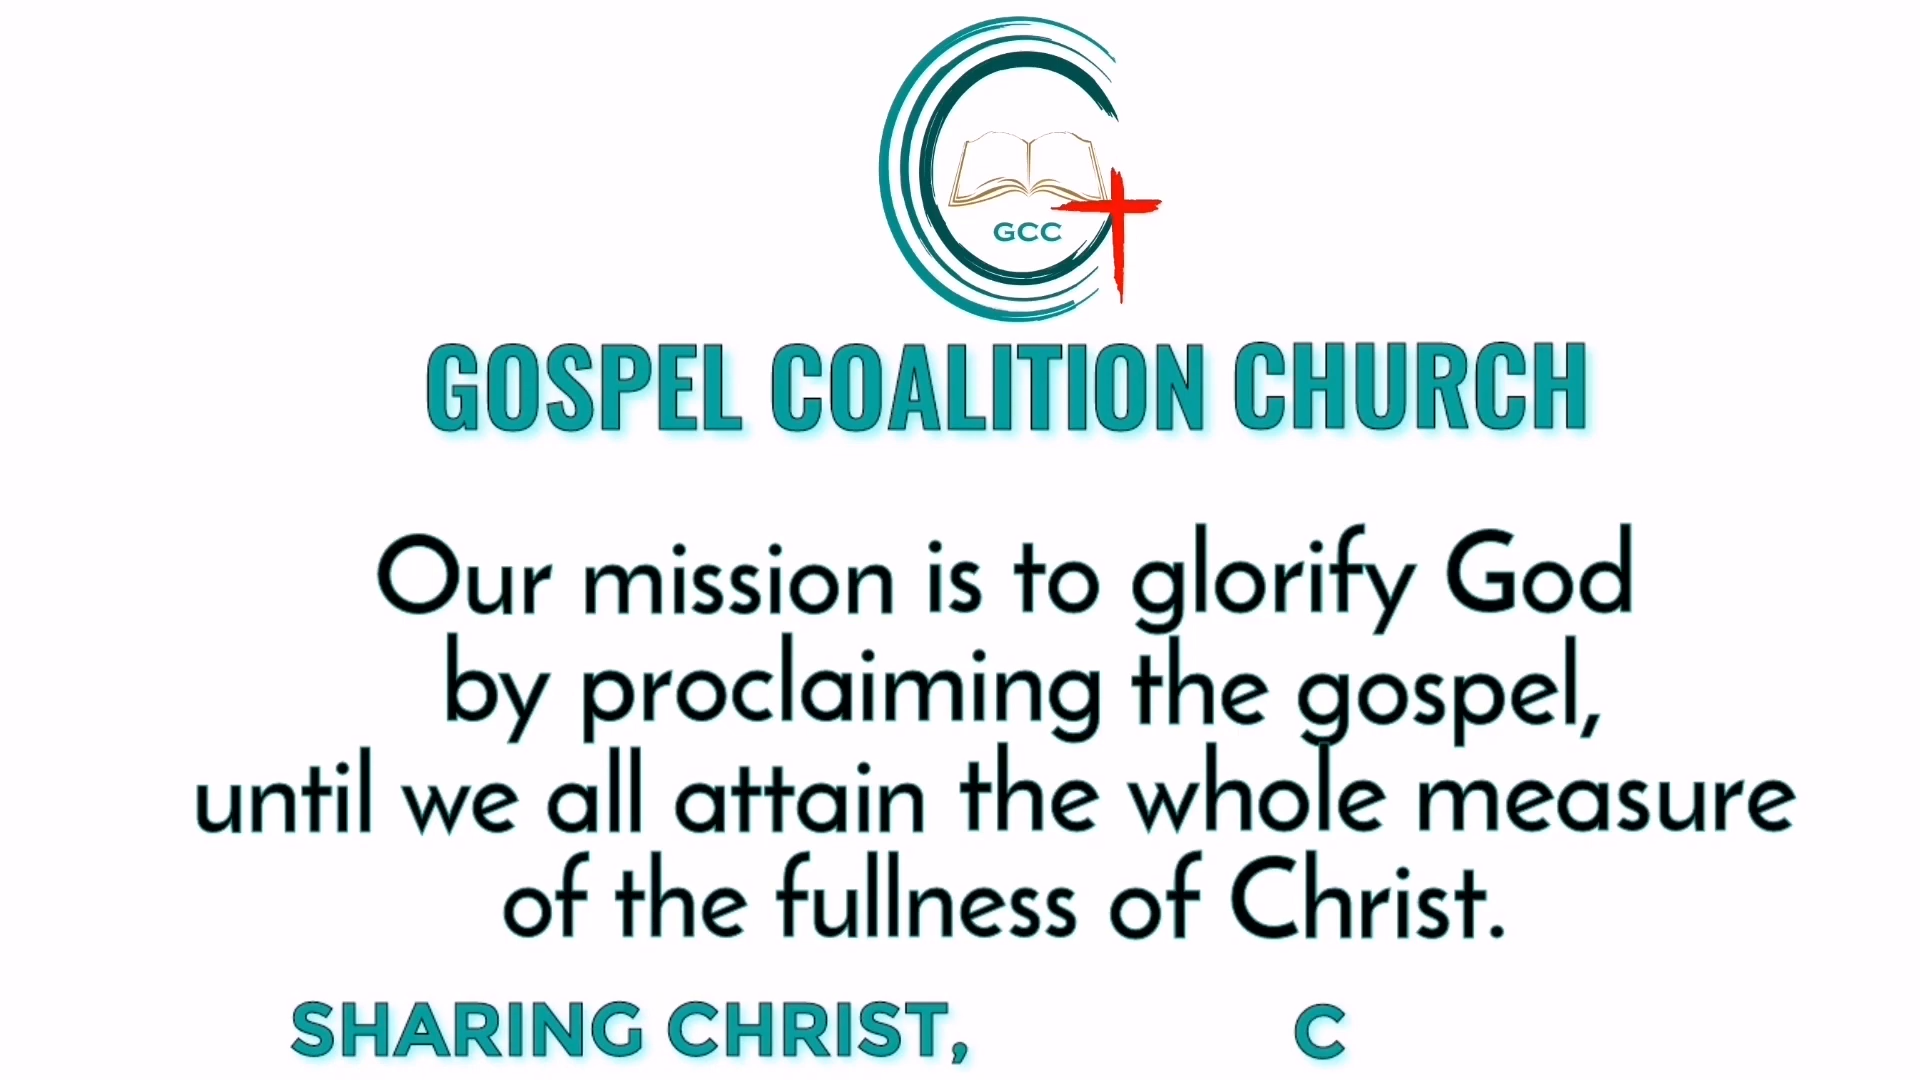 GCC
GOSPEL COALITION CHURCH
Our mission is to glorify God
by proclaiming the gospel,
until we all attain the whole measure
of the fullness of Christ.
SHARING CHRIST, C